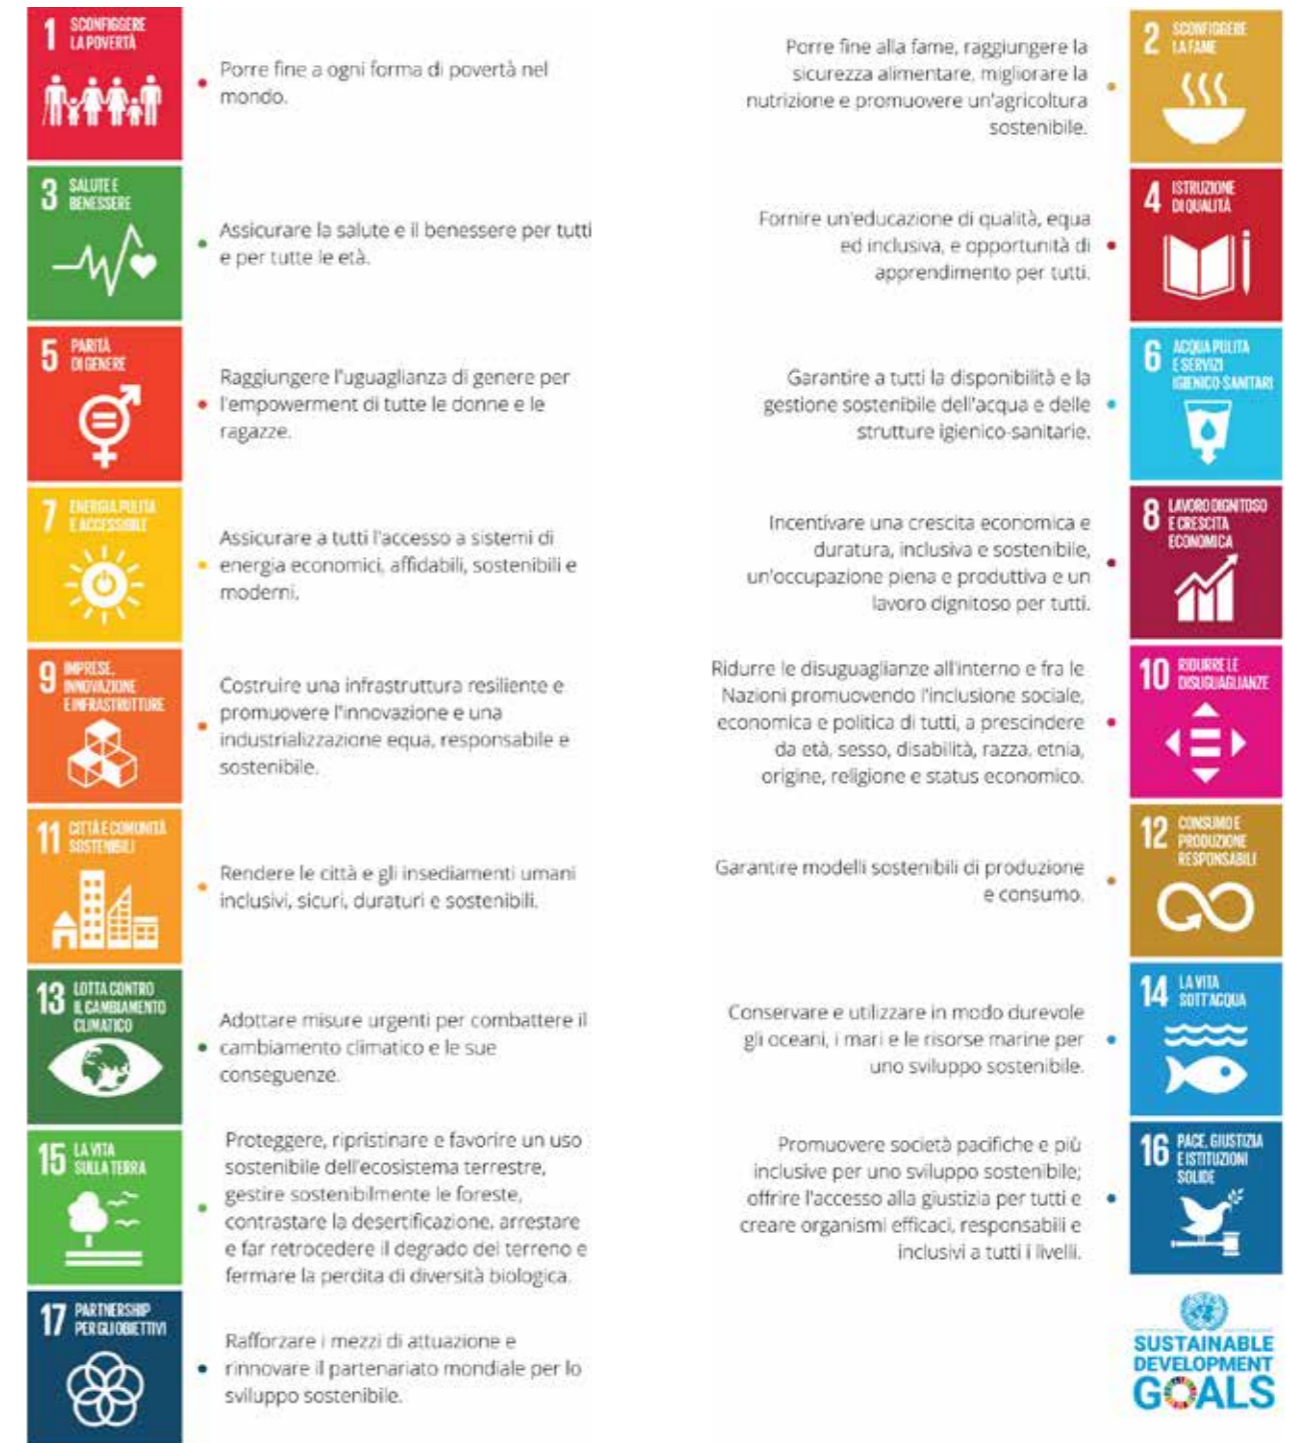 1 SCONFIGGERE
LA POVERTÀ
Porre fine a ogni forma di povertà nel
mondo.
2 SCONFIGGERE
LA FAME
Porre fine alla fame, raggiungere la
sicurezza alimentare, migliorare la
nutrizione e promuovere un'agricoltura
sostenibile.
3 SALUTE E
BENESSERE
Assicurare la salute e il benessere per tutti
e per tutte le età.
4 ISTRUZIONE
DI QUALITÀ
Fornire un'educazione di qualità, equa
ed inclusiva, e opportunità di
apprendimento per tutti.
5 PARITÀ
DI GENERE
Raggiungere l'uguaglianza di genere per
l'empowerment di tutte le donne e le
ragazze.
6 ACQUA PULITA
E SERVIZI
IGIENICO-SANITARI
Garantire a tutti la disponibilità e la
gestione sostenibile dell'acqua e delle
strutture igienico-sanitarie.
7 ENERGIA PULITA
E ACCESSIBILE
Assicurare a tutti l'accesso a sistemi di
energia economici, affidabili, sostenibili e
moderni.
8 LAVORO DIGNITOSO
E CRESCITA
ECONOMICA
Incentivare una crescita economica e
duratura, inclusiva e sostenibile,
un'occupazione piena e produttiva e un
lavoro dignitoso per tutti.
9 IMPRESE,
INNOVAZIONE
E INFRASTRUTTURE
Costruire una infrastruttura resiliente e
promuovere l'innovazione e una
industrializzazione equa, responsabile e
sostenibile.
10 RIDURRE LE
DISUGUAGLIANZE
Ridurre le disuguaglianze all'interno e fra le
Nazioni promuovendo l'inclusione sociale,
economica e politica di tutti, a prescindere
da età, sesso, disabilità, razza, etnia,
origine, religione e status economico.
11 CITTÀ E COMUNITÀ
SOSTENIBILI
Rendere le città e gli insediamenti umani
inclusivi, sicuri, duraturi e sostenibili.
12 CONSUMO E
PRODUZIONE
RESPONSABILI
Garantire modelli sostenibili di produzione
e consumo.
13 LOTTA CONTRO
IL CAMBIAMENTO
CLIMATICO
Adottare misure urgenti per combattere il
cambiamento climatico e le sue
conseguenze.
14 LA VITA
SOTT'ACQUA
Conservare e utilizzare in modo durevole
gli oceani, i mari e le risorse marine per
uno sviluppo sostenibile.
15 LA VITA
SULLA TERRA
Proteggere, ripristinare e favorire un uso
sostenibile dell'ecosistema terrestre,
gestire sostenibilmente le foreste,
contrastare la desertificazione, arrestare
e far retrocedere il degrado del terreno e
fermare la perdita di diversità biologica.
16 PACE, GIUSTIZIA
E ISTITUZIONI
SOLIDE
Promuovere società pacifiche e più
inclusive per uno sviluppo sostenibile;
offrire l'accesso alla giustizia per tutti e
creare organismi efficaci, responsabili e
inclusivi a tutti i livelli.
17 PARTNERSHIP
PER GLI OBIETTIVI
Rafforzare i mezzi di attuazione e
rinnovare il partenariato mondiale per lo
sviluppo sostenibile.
SUSTAINABLE
DEVELOPMENT
GOALS